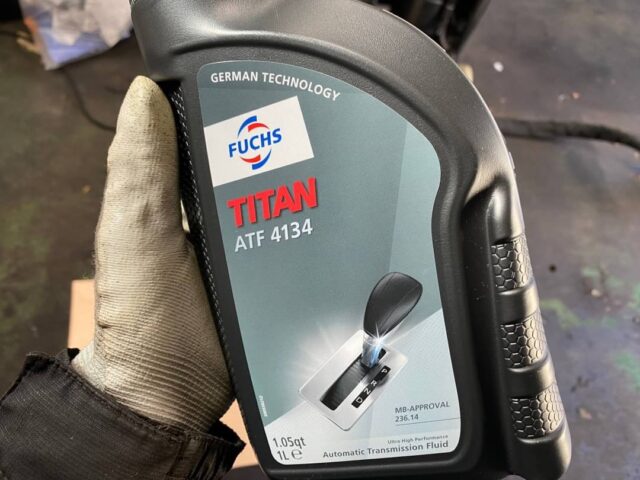 GERMAN TECHNOLOGY
FUCHS
TITAN
ATF 4134
MB-APPROVAL
236.14
1.05qt
1L e
Ultra High Performance
Automatic Transmission Fluid